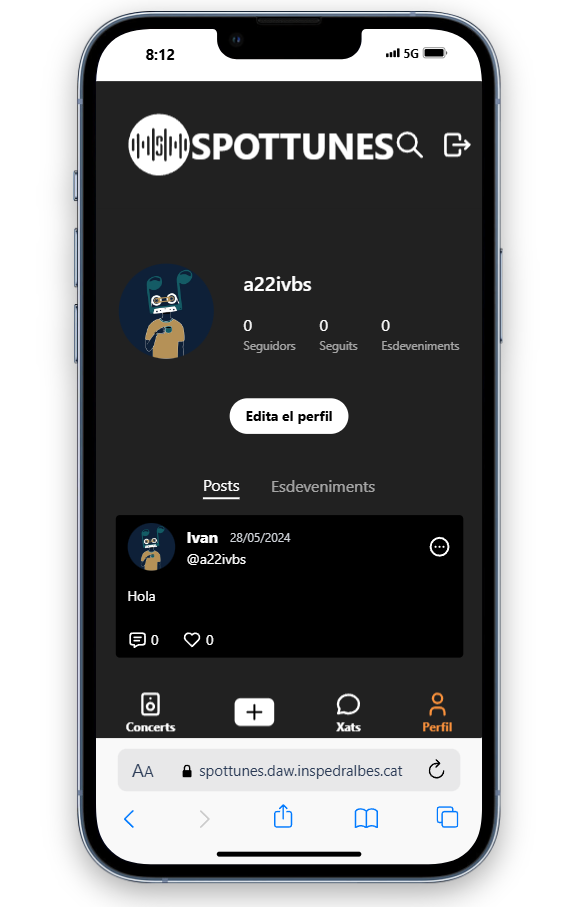 8:12 5G
SPOTTUNES
a22ivbs
0 0 0
Seguidors Seguits Esdeveniments
Edita el perfil
Posts Esdeveniments
Ivan 28/05/2024
@a22ivbs
Hola
0 0
Concerts Xats Perfil
AA spottunes.daw.inspedralbes.cat